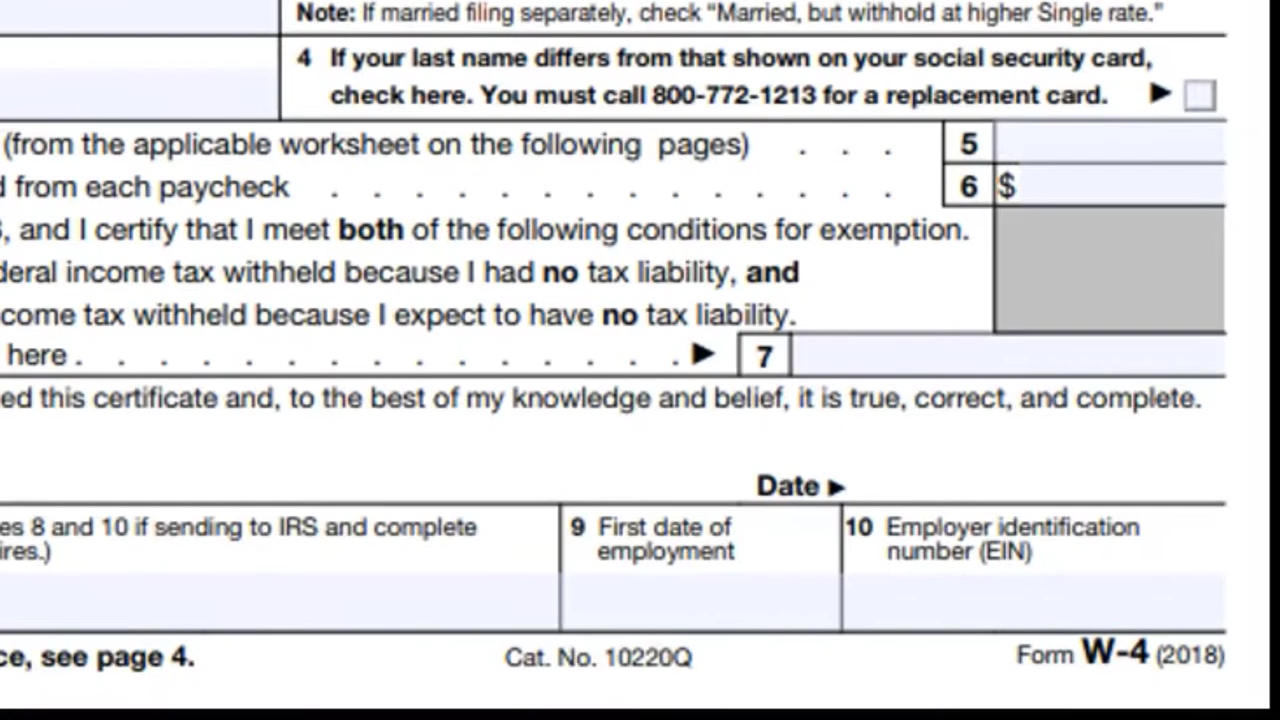 Note: If married filing separately, check “Married, but withhold at higher Single rate.”
4 If your last name differs from that shown on your social security card,
check here. You must call 800-772-1213 for a replacement card. ▶
(from the applicable worksheet on the following pages) . . . 5
d from each paycheck . . . . . . . . . . . . . . 6 $
, and I certify that I meet both of the following conditions for exemption.
deral income tax withheld because I had no tax liability, and
come tax withheld because I expect to have no tax liability.
here . . . . . . . . . . . . . . . ▶ 7
ed this certificate and, to the best of my knowledge and belief, it is true, correct, and complete.
Date ▶
es 8 and 10 if sending to IRS and complete
ires.)
9 First date of
employment
10 Employer identification
number (EIN)
ce, see page 4.
Cat. No. 10220Q
Form W-4 (2018)